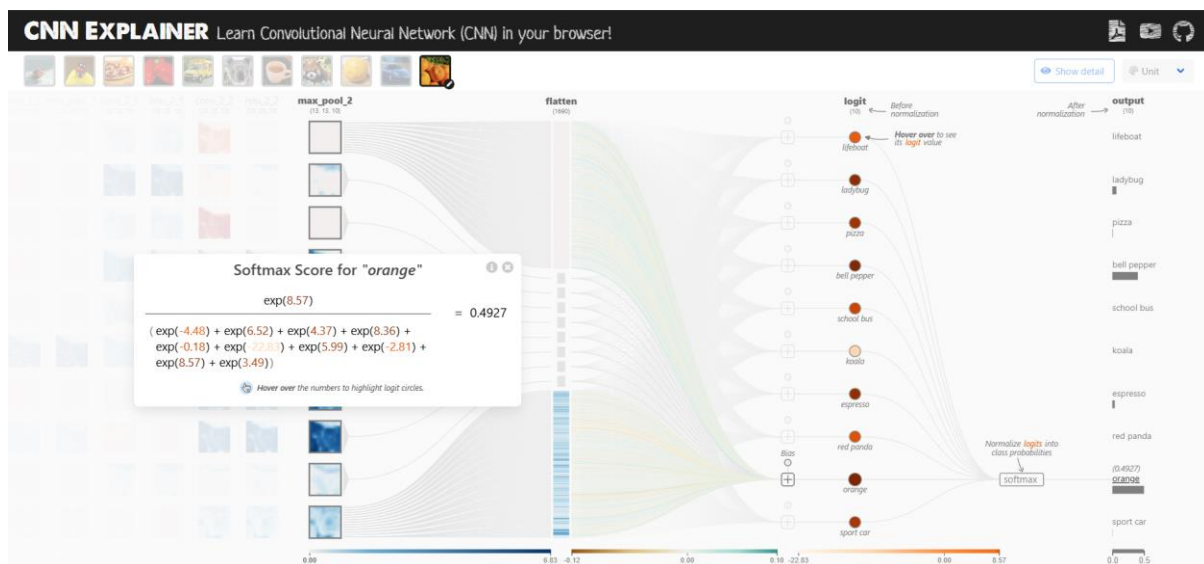 CNN EXPLAINER Learn Convolutional Neural Network (CNN) in your browser!
Show detail
Unit
max_pool_2
(13, 13, 10)
flatten
(1690)
logit
(10)
Before
normalization
After
normalization
output
(10)
Hover over to see
its logit value
lifeboat
lifeboat
ladybug
ladybug
pizza
pizza
bell pepper
bell pepper
school bus
school bus
koala
koala
espresso
espresso
red panda
red panda
Bias
Normalize logits into
class probabilities
softmax
orange
(0.4927)
orange
sport car
sport car
Softmax Score for "orange"
exp(8.57)
= 0.4927
( exp(-4.48) + exp(6.52) + exp(4.37) + exp(8.36) +
exp(-0.18) + exp(-22.83) + exp(5.99) + exp(-2.81) +
exp(8.57) + exp(3.49))
Hover over the numbers to highlight logit circles.
0.00
6.83
-0.12
0.00
0.10
-22.83
0.00
8.57
0.0
0.5